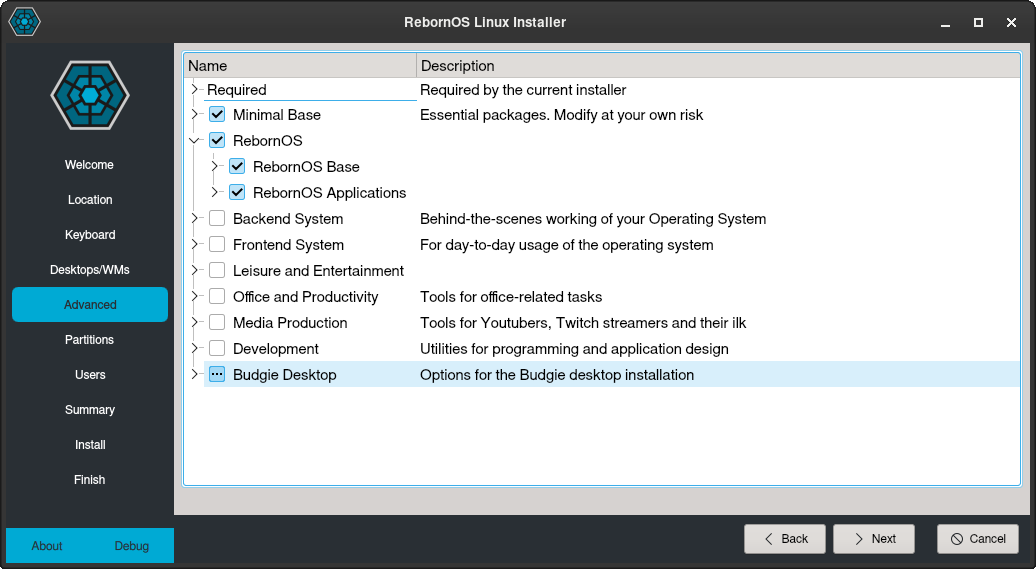 RebornOS Linux Installer
Welcome
Location
Keyboard
Desktops/WMs
Advanced
Partitions
Users
Summary
Install
Finish
About Debug
Name Description
Required Required by the current installer
Minimal Base Essential packages. Modify at your own risk
RebornOS
RebornOS Base
RebornOS Applications
Backend System Behind-the-scenes working of your Operating System
Frontend System For day-to-day usage of the operating system
Leisure and Entertainment
Office and Productivity Tools for office-related tasks
Media Production Tools for Youtubers, Twitch streamers and their ilk
Development Utilities for programming and application design
Budgie Desktop Options for the Budgie desktop installation
Back Next Cancel